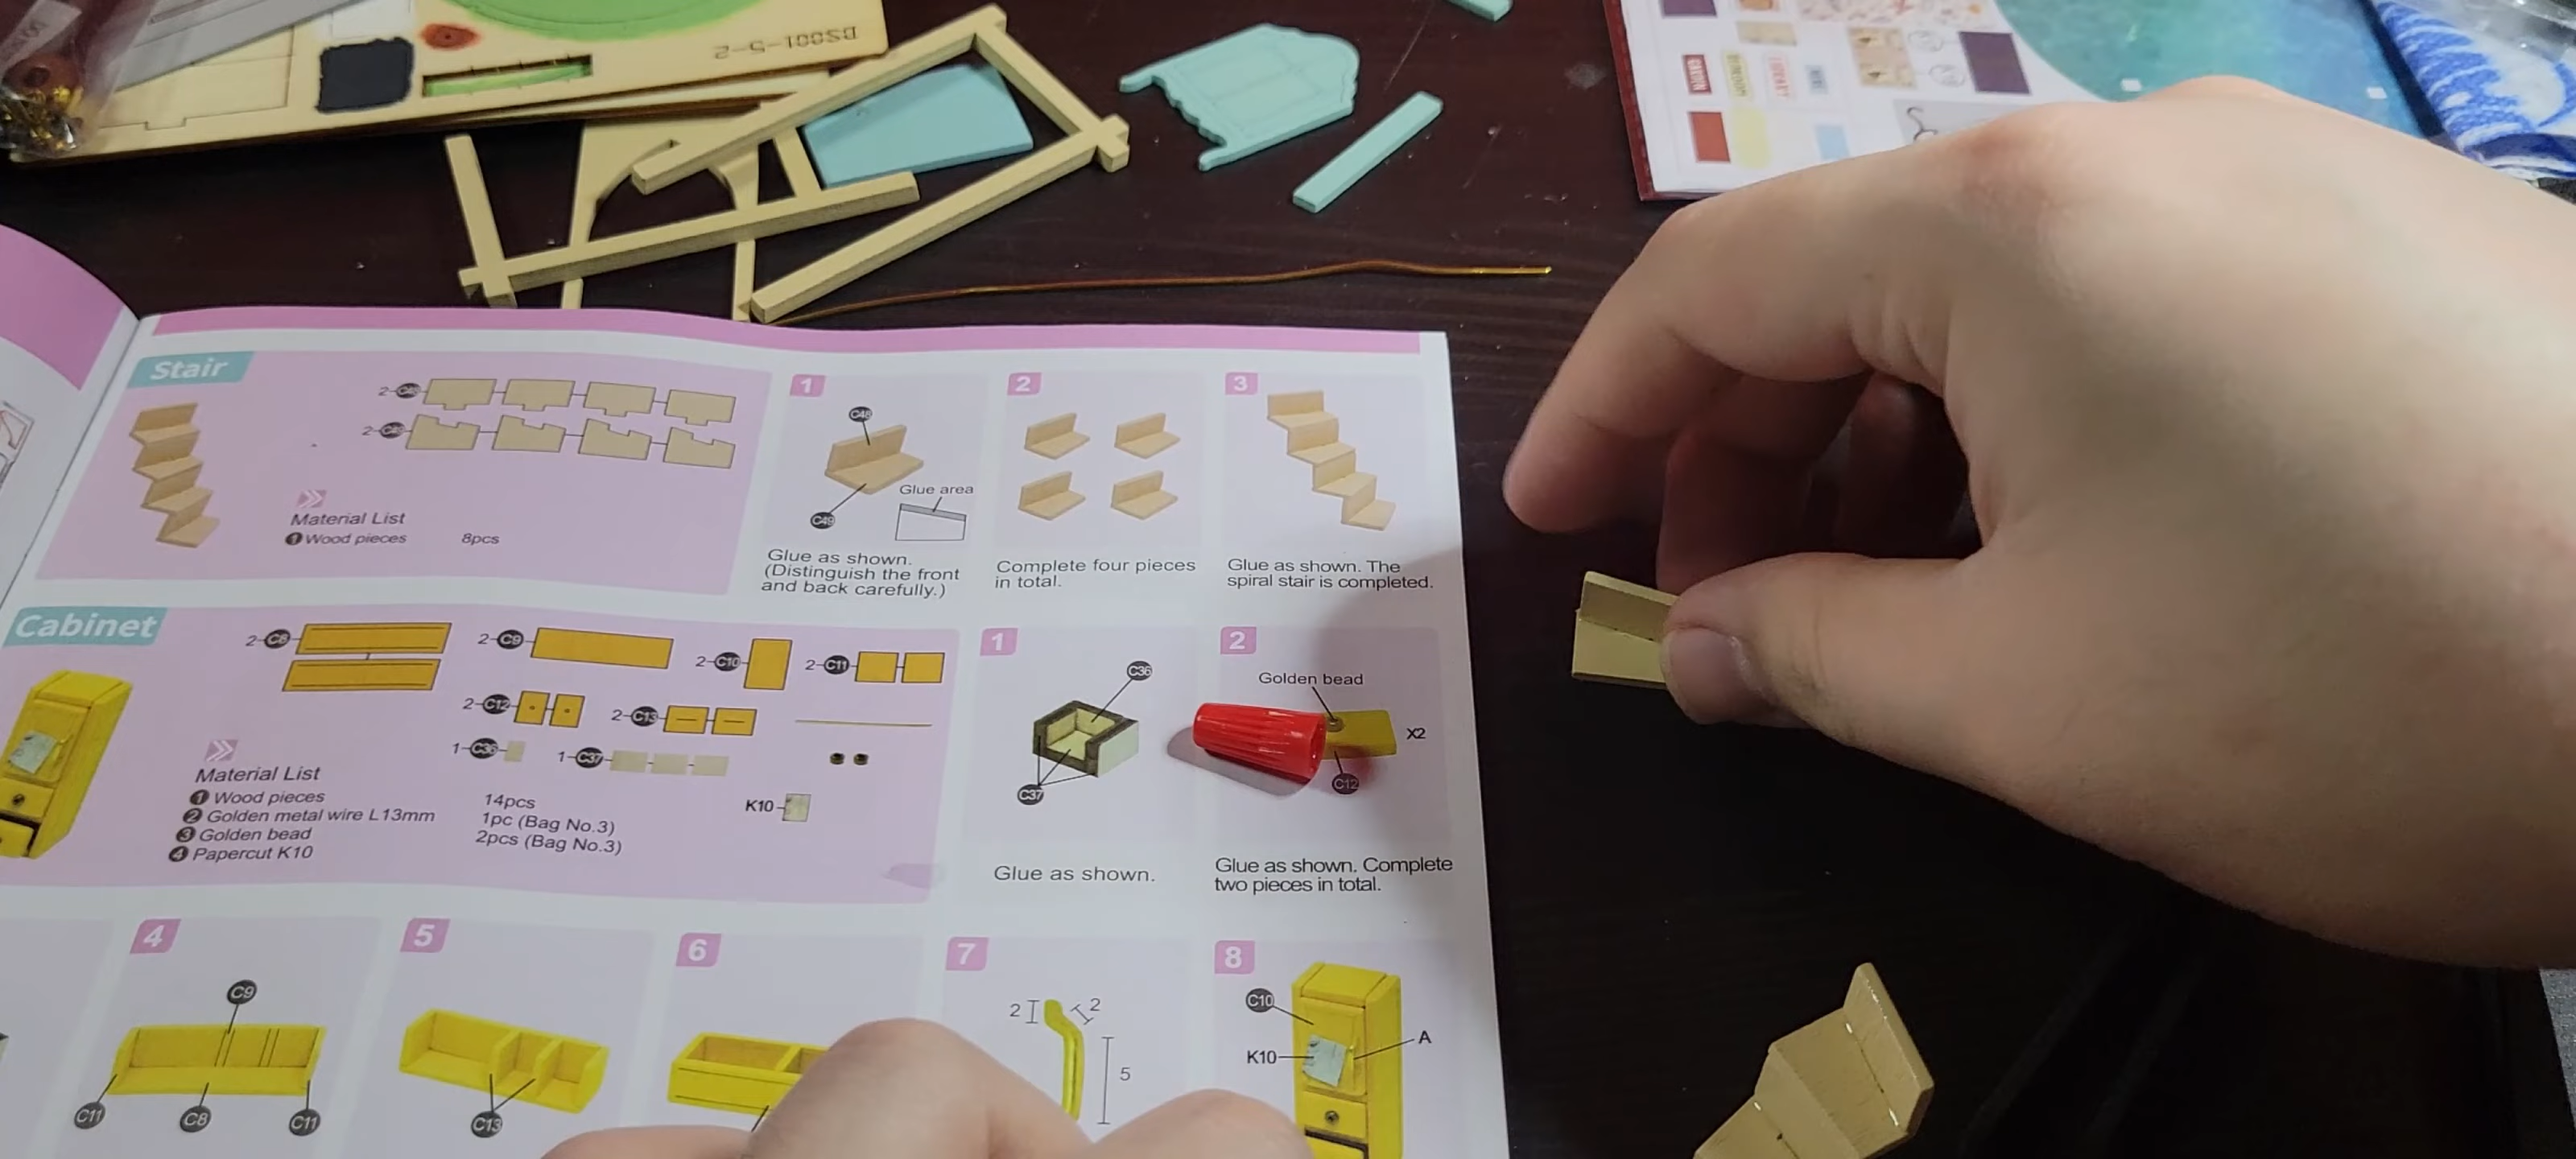 DS001-5-2
Stair
2-C48
2-C49
Material List
1 Wood pieces 8pcs
1
C48
C49
Glue area
Glue as shown.
(Distinguish the front
and back carefully.)
2
Complete four pieces
in total.
3
Glue as shown. The
spiral stair is completed.
Cabinet
2-C8
2-C9
2-C10
2-C11
2-C12
2-C13
1-C36
1-C37
K10
Material List
1 Wood pieces 14pcs
2 Golden metal wire L13mm 1pc (Bag No.3)
3 Golden bead 2pcs (Bag No.3)
4 Papercut K10
1
C36
C37
Glue as shown.
2
Golden bead
X2
C12
Glue as shown. Complete
two pieces in total.
4
C9
C11
C8
C11
5
C13
6
7
2
2
5
8
C10
K10
A